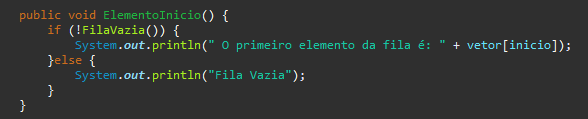 public void ElementoInicio() {
    if (!FilaVazia()) {
        System.out.println(" O primeiro elemento da fila é: " + vetor[inicio]);
    }else {
        System.out.println("Fila Vazia");
    }
}